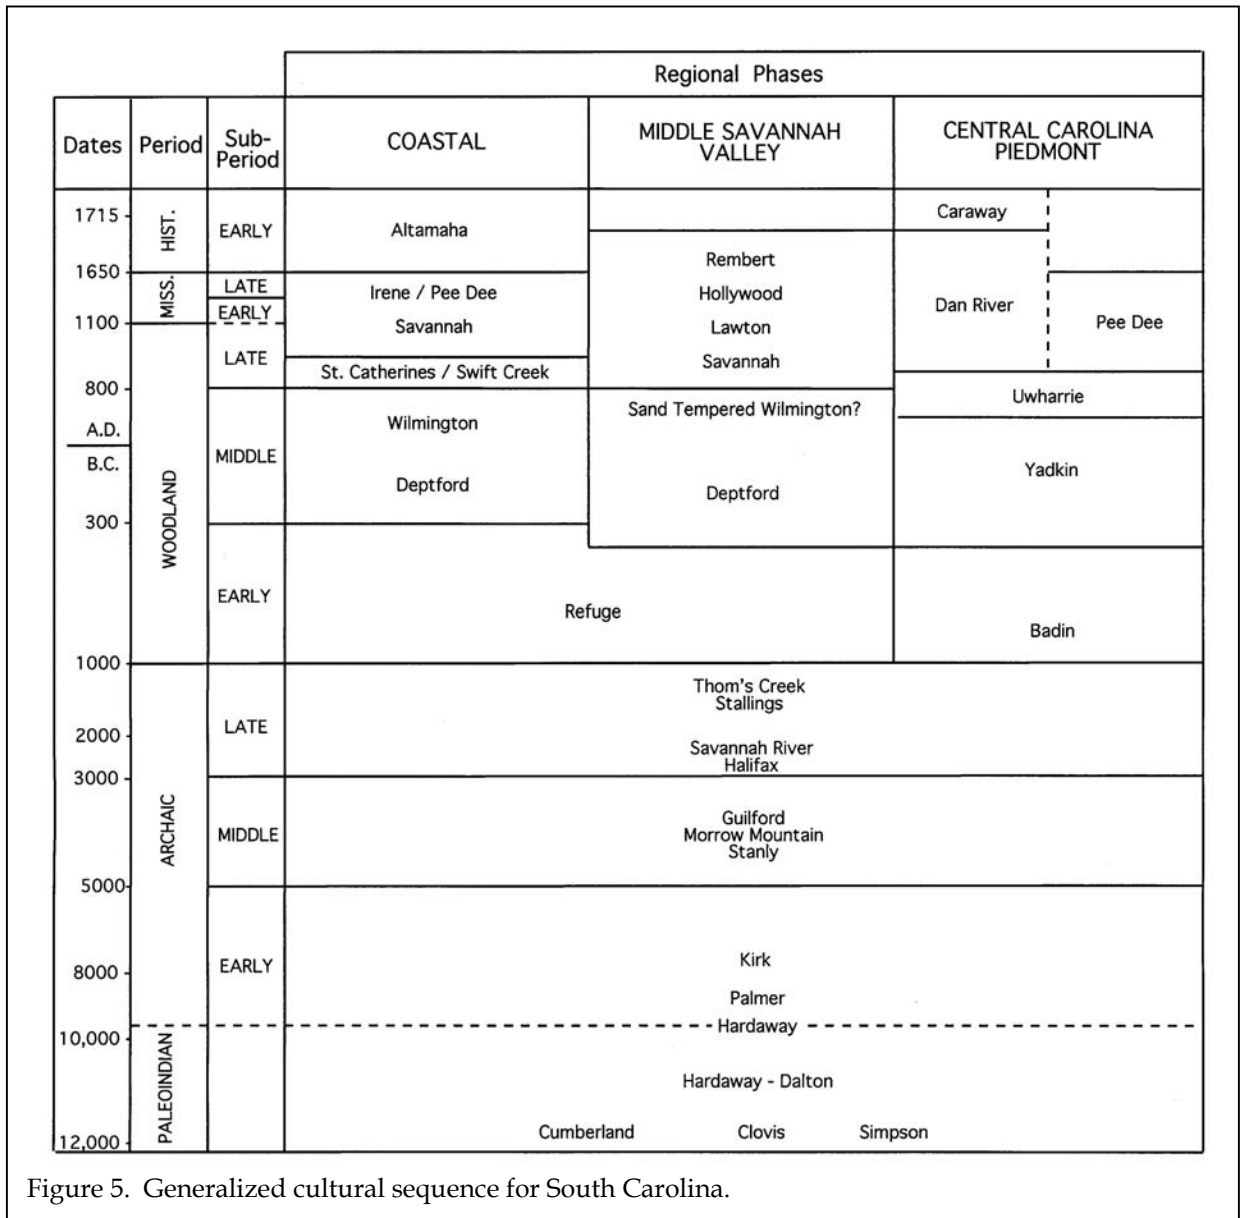 Regional Phases
Dates
Period
Sub-
Period
COASTAL
MIDDLE SAVANNAH
VALLEY
CENTRAL CAROLINA
PIEDMONT
1715
HIST.
EARLY
Altamaha
Caraway
1650
Rembert
MISS.
LATE
Irene / Pee Dee
Hollywood
Dan River
EARLY
Savannah
Lawton
Pee Dee
1100
LATE
St. Catherines / Swift Creek
Savannah
800
Uwharrie
A.D.
B.C.
WOODLAND
MIDDLE
Wilmington
Sand Tempered Wilmington?
Yadkin
Deptford
Deptford
300
EARLY
Refuge
Badin
1000
ARCHAIC
LATE
Thom's Creek
Stallings
2000
Savannah River
Halifax
3000
MIDDLE
Guilford
Morrow Mountain
Stanly
5000
EARLY
Kirk
8000
Palmer
Hardaway
10,000
PALEOINDIAN
Hardaway - Dalton
12,000
Cumberland
Clovis
Simpson
Figure 5. Generalized cultural sequence for South Carolina.